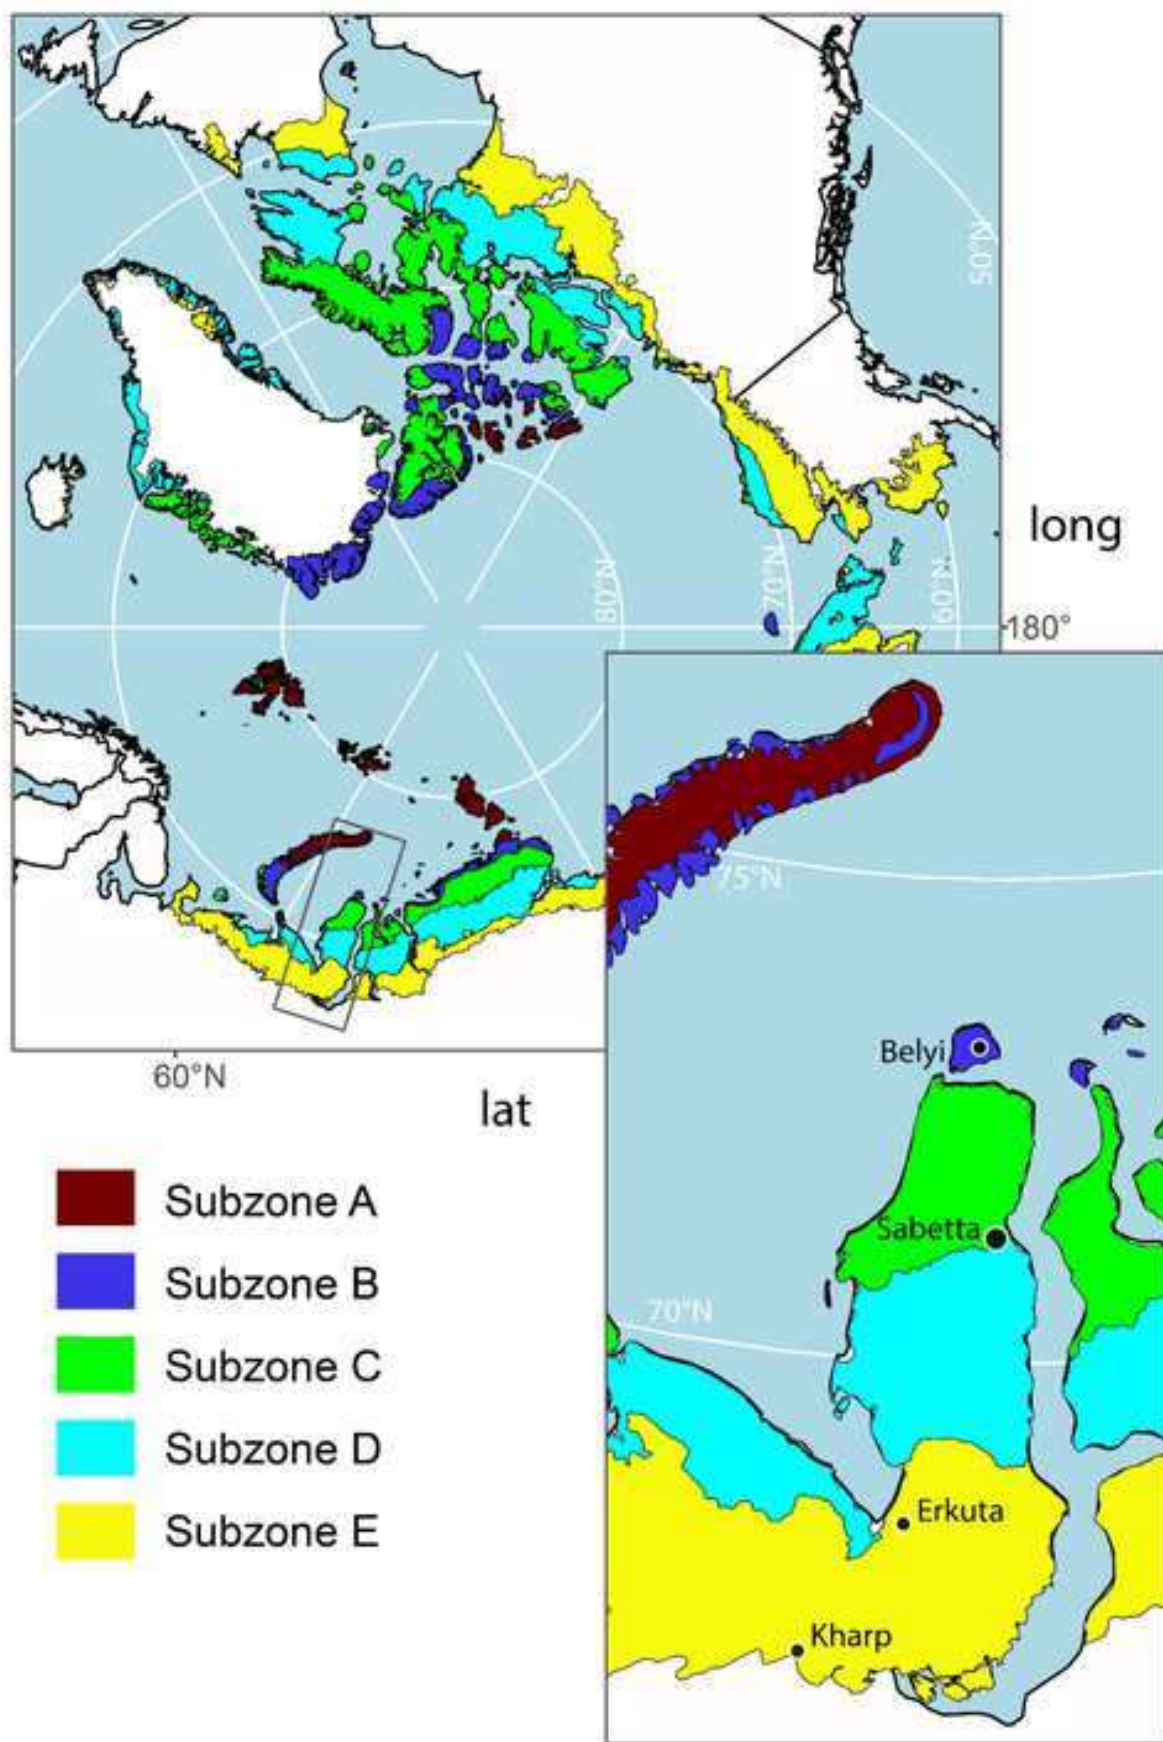 50°N
long
80°N
70°N
60°N
180°
75°N
Belyi
60°N
lat
Subzone A
Sabetta
Subzone B
70°N
Subzone C
Subzone D
Erkuta
Subzone E
Kharp